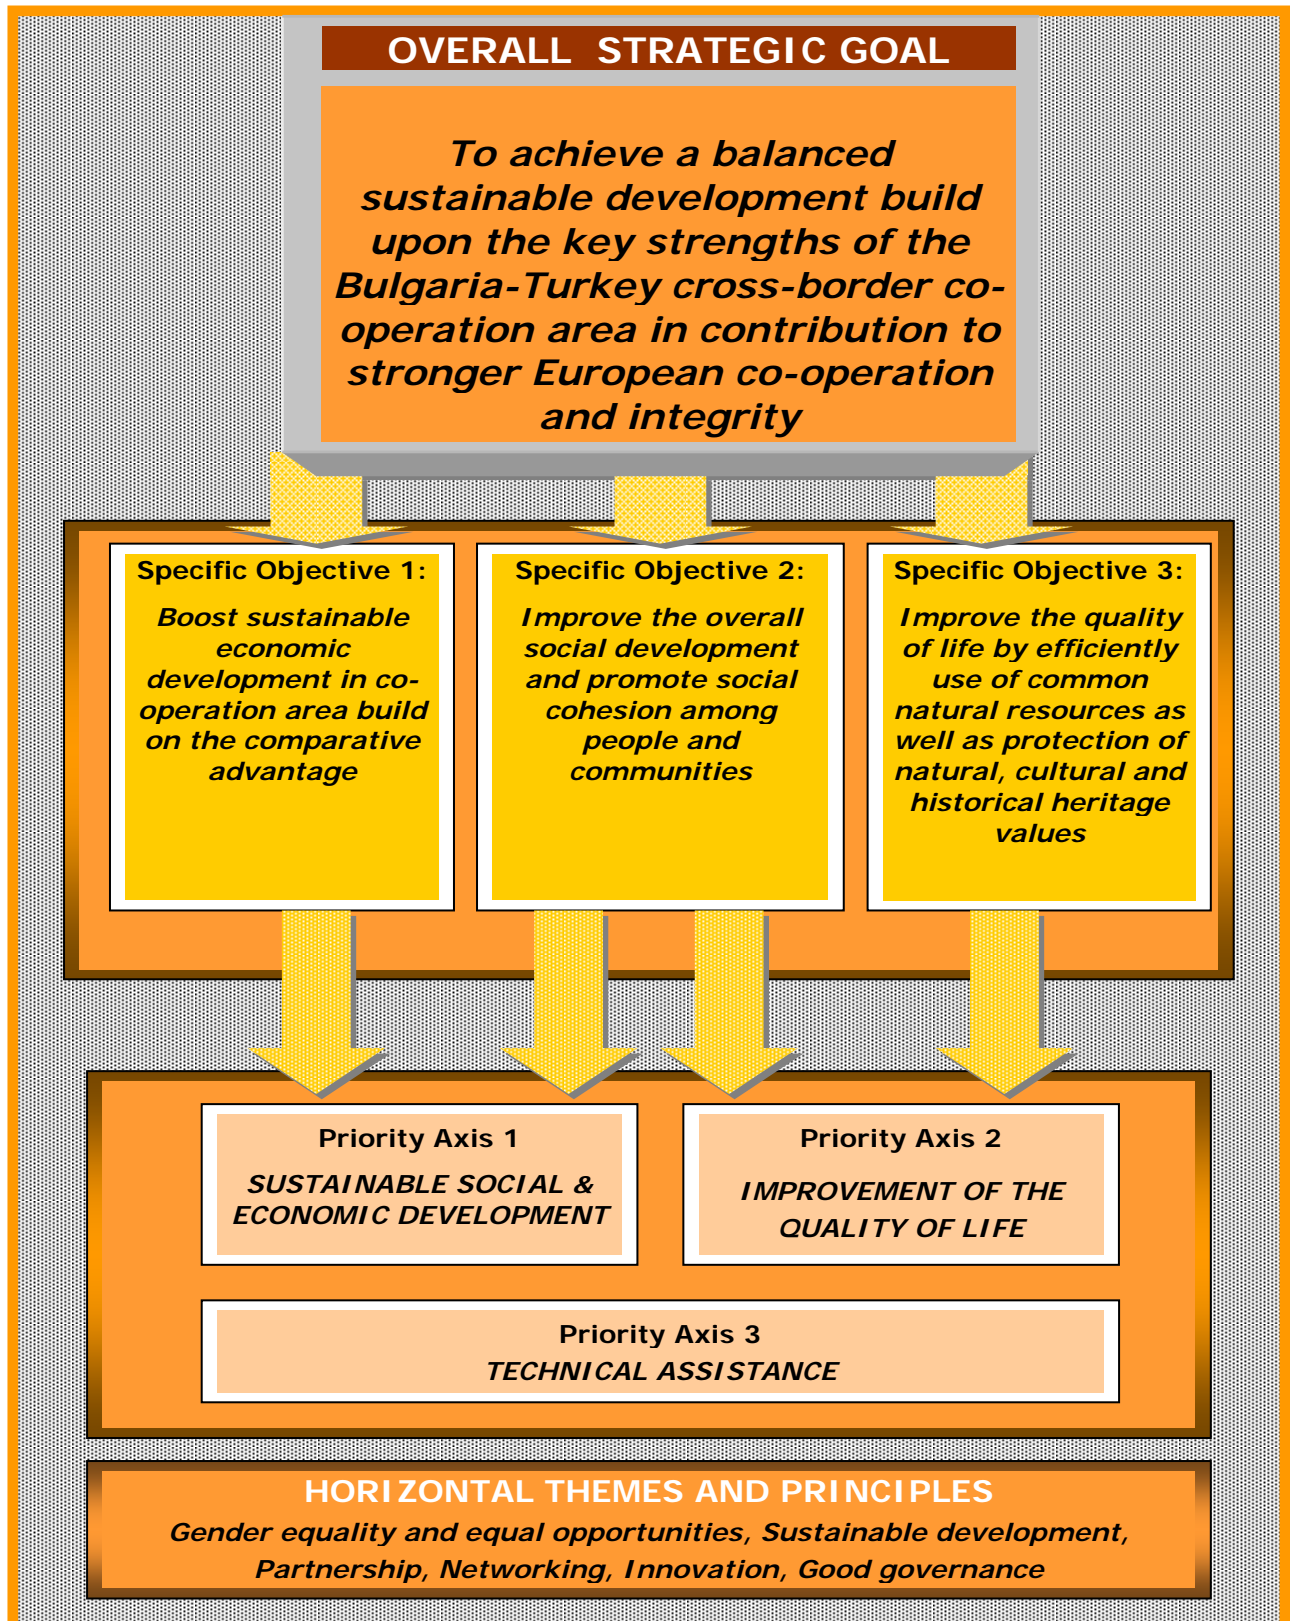 OVERALL STRATEGIC GOAL
To achieve a balanced
sustainable development build
upon the key strengths of the
Bulgaria-Turkey cross-border co-
operation area in contribution to
stronger European co-operation
and integrity
Specific Objective 1:
Boost sustainable
economic
development in co-
operation area build
on the comparative
advantage
Specific Objective 2:
Improve the overall
social development
and promote social
cohesion among
people and
communities
Specific Objective 3:
Improve the quality
of life by efficiently
use of common
natural resources as
well as protection of
natural, cultural and
historical heritage
values
Priority Axis 1
SUSTAINABLE SOCIAL &
ECONOMIC DEVELOPMENT
Priority Axis 2
IMPROVEMENT OF THE
QUALITY OF LIFE
Priority Axis 3
TECHNICAL ASSISTANCE
HORIZONTAL THEMES AND PRINCIPLES
Gender equality and equal opportunities, Sustainable development,
Partnership, Networking, Innovation, Good governance